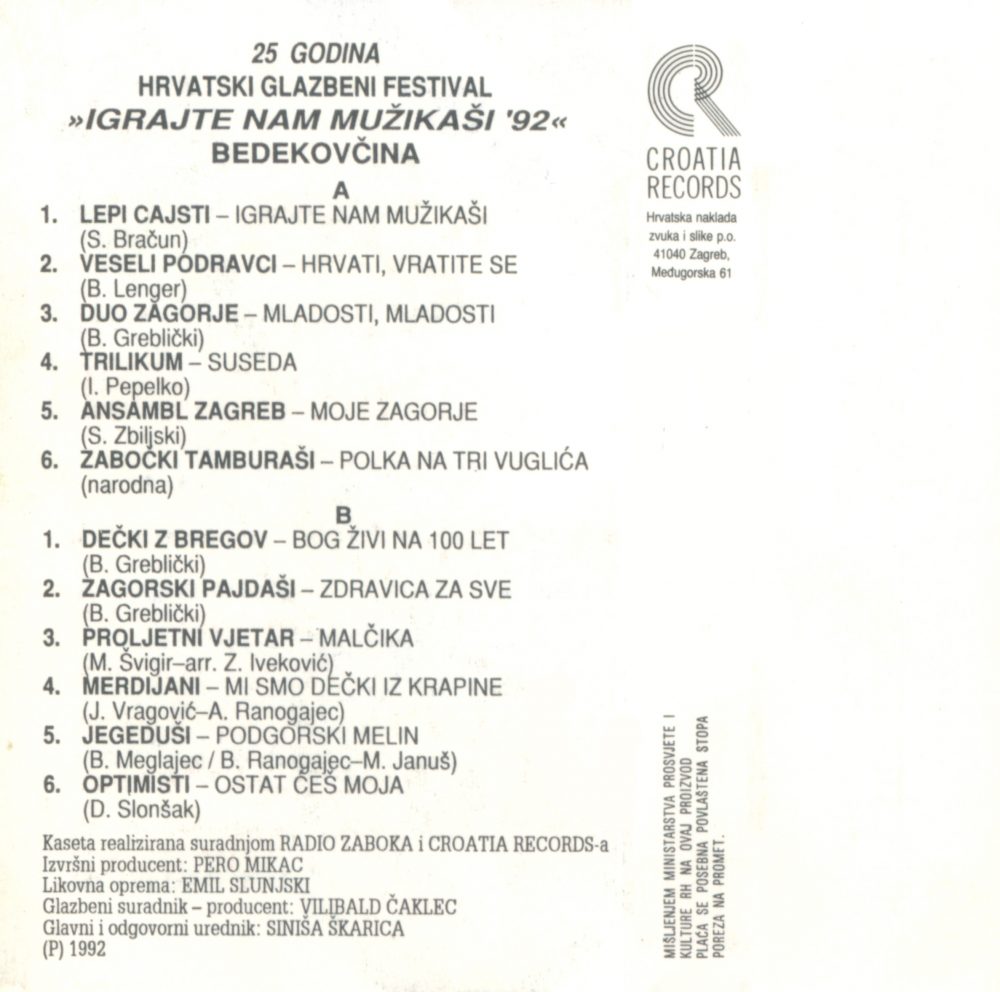 25 GODINA
HRVATSKI GLAZBENI FESTIVAL
»IGRAJTE NAM MUŽIKAŠI '92«
BEDEKOVČINA
A
1. LEPI CAJSTI – IGRAJTE NAM MUŽIKAŠI
(S. Bračun)
2. VESELI PODRAVCI – HRVATI, VRATITE SE
(B. Lenger)
3. DUO ZAGORJE – MLADOSTI, MLADOSTI
(B. Greblički)
4. TRILIKUM – SUSEDA
(I. Pepelko)
5. ANSAMBL ZAGREB – MOJE ZAGORJE
(S. Zbiljski)
6. ZABOČKI TAMBURAŠI – POLKA NA TRI VUGLIĆA
(narodna)
B
1. DEČKI Z BREGOV – BOG ŽIVI NA 100 LET
(B. Greblički)
2. ZAGORSKI PAJDAŠI – ZDRAVICA ZA SVE
(B. Greblički)
3. PROLJETNI VJETAR – MALČIKA
(M. Švigir–arr. Z. Iveković)
4. MERDIJANI – MI SMO DEČKI IZ KRAPINE
(J. Vragović–A. Ranogajec)
5. JEGEDUŠI – PODGORSKI MELIN
(B. Meglajec / B. Ranogajec–M. Januš)
6. OPTIMISTI – OSTAT ĆEŠ MOJA
(D. Slonšak)
Kaseta realizirana suradnjom RADIO ZABOKA i CROATIA RECORDS-a
Izvršni producent: PERO MIKAC
Likovna oprema: EMIL SLUNJSKI
Glazbeni suradnik – producent: VILIBALD ČAKLEC
Glavni i odgovorni urednik: SINIŠA ŠKARICA
(P) 1992
CROATIA
RECORDS
Hrvatska naklada
zvuka i slike p.o.
41040 Zagreb,
Međugorska 61
MIŠLJENJEM MINISTARSTVA PROSVJETE I
KULTURE RH NA OVAJ PROIZVOD
PLAĆA SE POSEBNA POVLAŠTENA STOPA
POREZA NA PROMET.